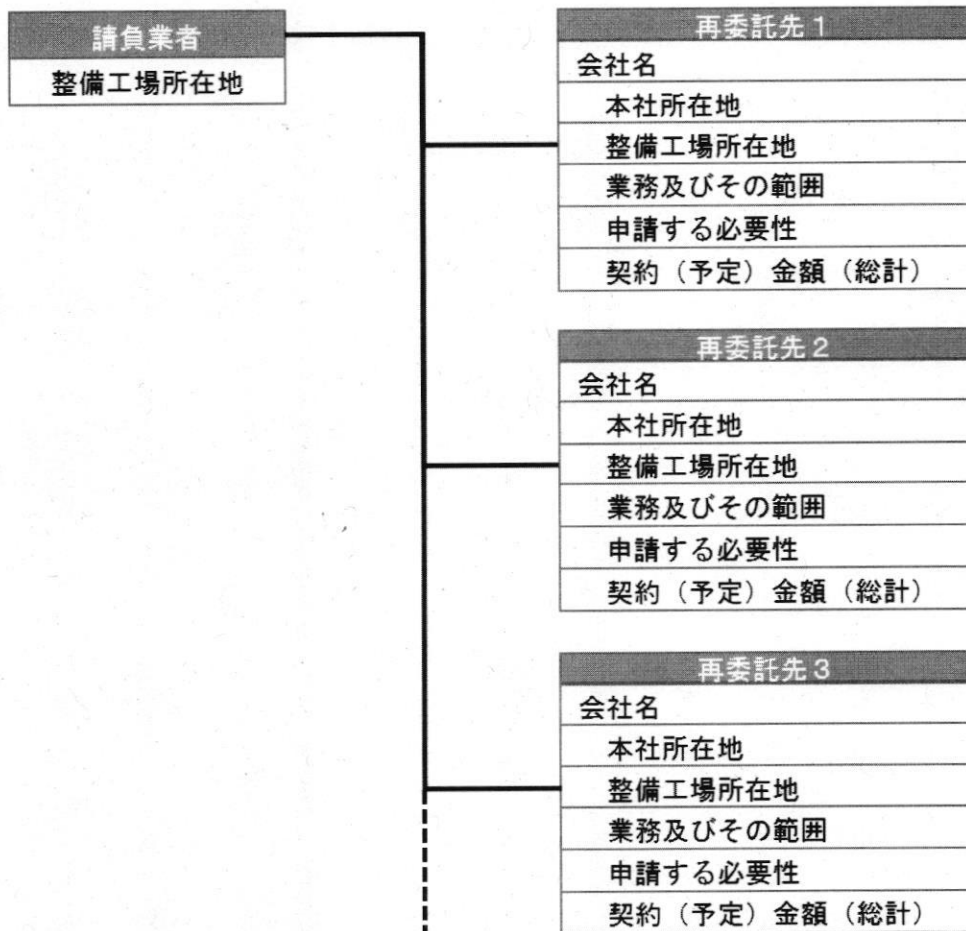 請負業者
整備工場所在地
再委託先1
会社名
本社所在地
整備工場所在地
業務及びその範囲
申請する必要性
契約（予定）金額（総計）
再委託先2
会社名
本社所在地
整備工場所在地
業務及びその範囲
申請する必要性
契約（予定）金額（総計）
再委託先3
会社名
本社所在地
整備工場所在地
業務及びその範囲
申請する必要性
契約（予定）金額（総計）